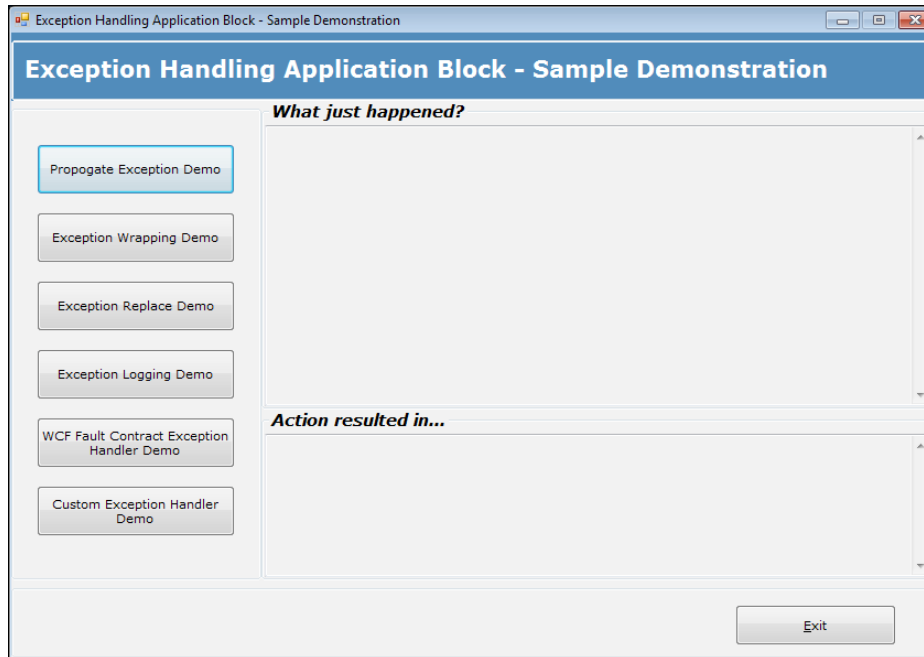 Exception Handling Application Block - Sample Demonstration
Exception Handling Application Block - Sample Demonstration
What just happened?
Propogate Exception Demo
Exception Wrapping Demo
Exception Replace Demo
Exception Logging Demo
WCF Fault Contract Exception
Handler Demo
Custom Exception Handler
Demo
Action resulted in...
Exit